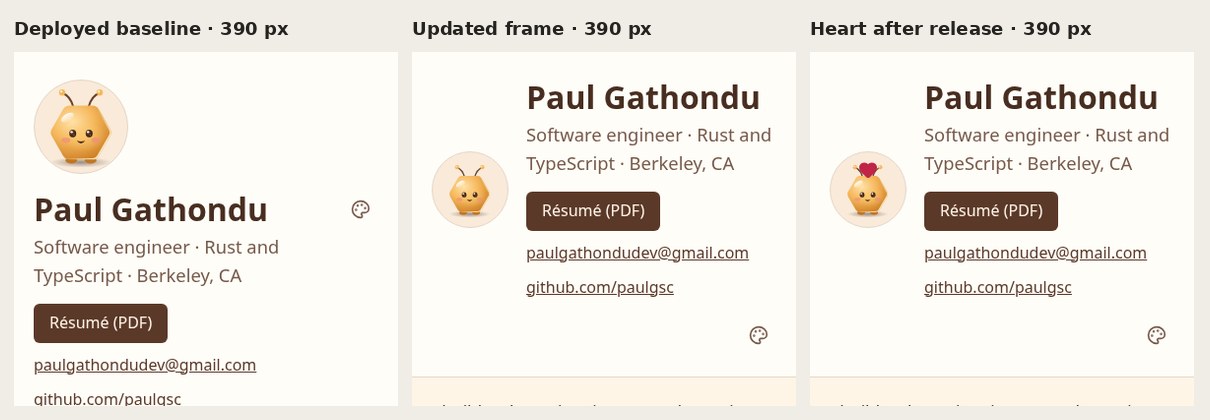 Deployed baseline · 390 px
Paul Gathondu
Software engineer · Rust and
TypeScript · Berkeley, CA
Résumé (PDF)
paulgathondudev@gmail.com
github.com/paulgsc
Updated frame · 390 px
Paul Gathondu
Software engineer · Rust and
TypeScript · Berkeley, CA
Résumé (PDF)
paulgathondudev@gmail.com
github.com/paulgsc
Heart after release · 390 px
Paul Gathondu
Software engineer · Rust and
TypeScript · Berkeley, CA
Résumé (PDF)
paulgathondudev@gmail.com
github.com/paulgsc